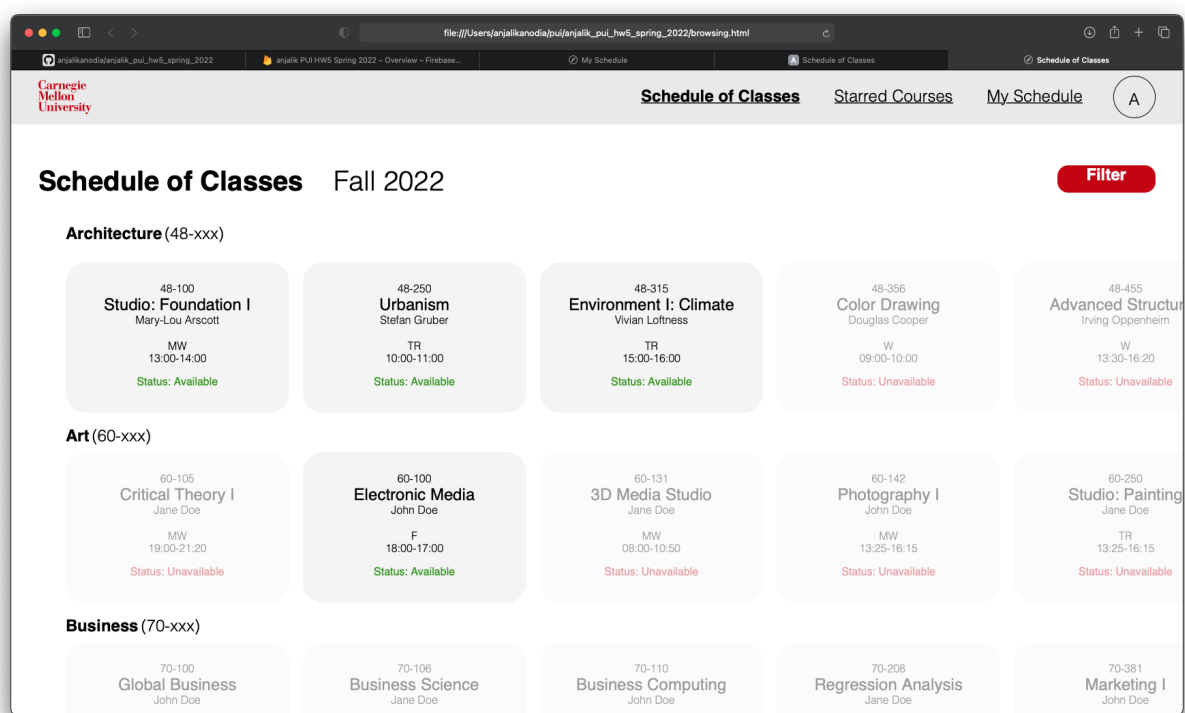 file:///Users/anjalikanodia/pui/anjalik_pui_hw5_spring_2022/browsing.html
anjalikanodia/anjalik_pui_hw5_spring_2022
anjalik PUI HW5 Spring 2022 – Overview – Firebase...
My Schedule
A Schedule of Classes
Schedule of Classes
Carnegie
Mellon
University
Schedule of Classes
Starred Courses
My Schedule
A
Schedule of Classes Fall 2022
Filter
Architecture (48-xxx)
48-100
Studio: Foundation I
Mary-Lou Arscott
MW
13:00-14:00
Status: Available
48-250
Urbanism
Stefan Gruber
TR
10:00-11:00
Status: Available
48-315
Environment I: Climate
Vivian Loftness
TR
15:00-16:00
Status: Available
48-356
Color Drawing
Douglas Cooper
W
09:00-10:00
Status: Unavailable
48-455
Advanced Structur
Irving Oppenheim
W
13:30-16:20
Status: Unavailable
Art (60-xxx)
60-105
Critical Theory I
Jane Doe
MW
19:00-21:20
Status: Unavailable
60-100
Electronic Media
John Doe
F
18:00-17:00
Status: Available
60-131
3D Media Studio
Jane Doe
MW
08:00-10:50
Status: Unavailable
60-142
Photography I
John Doe
MW
13:25-16:15
Status: Unavailable
60-250
Studio: Painting
Jane Doe
TR
13:25-16:15
Status: Unavailable
Business (70-xxx)
70-100
Global Business
John Doe
70-106
Business Science
Jane Doe
70-110
Business Computing
John Doe
70-208
Regression Analysis
Jane Doe
70-381
Marketing I
John Doe